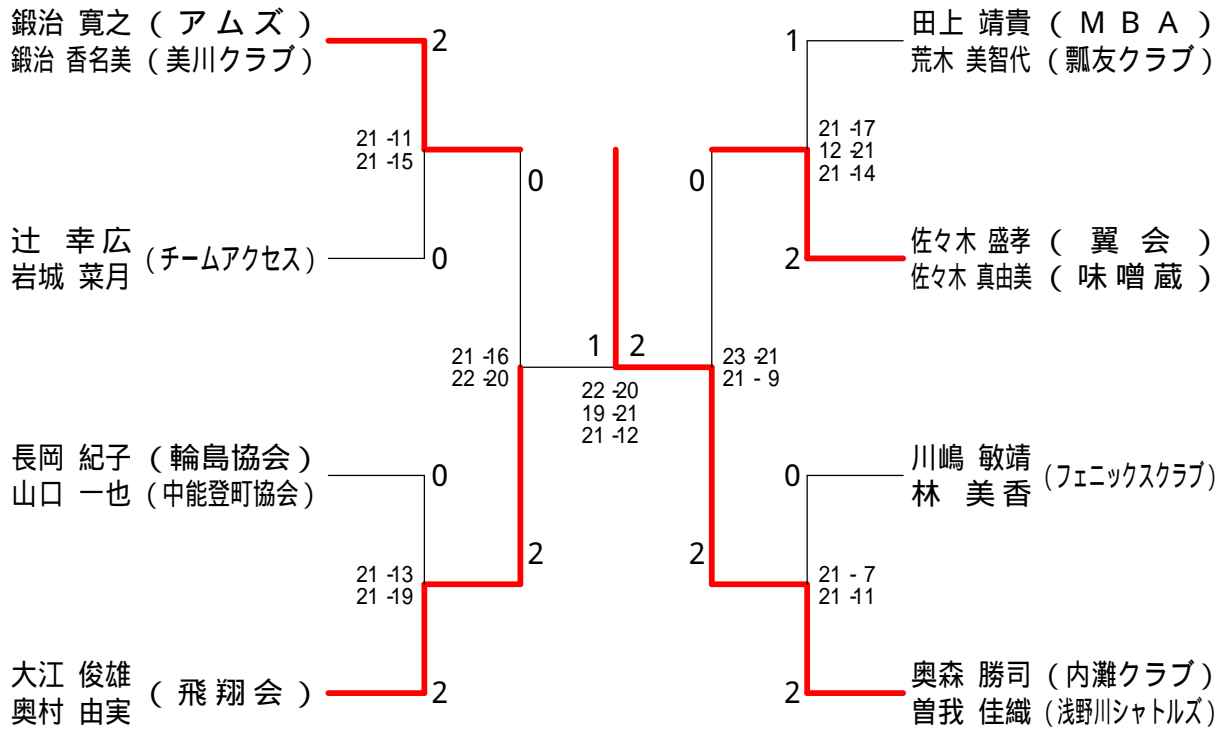 鍛治 寛之 ( ア ム ズ )
鍛治 香名美 ( 美川クラブ )
2
21 -11
21 -15
0
辻 幸広
岩城 菜月
( チームアクセス )
0
21 -16
22 -20
長岡 紀子 ( 輪島協会 )
山口 一也 ( 中能登町協会 )
0
21 -13
21 -19
2
大江 俊雄
奥村 由実
( 飛 翔 会 )
2
1 2
22 -20
19 -21
21 -12
田上 靖貴 ( M B A )
荒木 美智代 ( 瓢友クラブ )
1
21 -17
12 -21
21 -14
0
佐々木 盛孝 ( 翼 会 )
佐々木 真由美 ( 味 噌 蔵 )
2
23 -21
21 - 9
川嶋 敏靖
林 美香
(フェニックスクラブ)
0
21 - 7
21 -11
2
奥森 勝司 ( 内灘クラブ )
曽我 佳織 ( 浅野川シャトルズ )
2